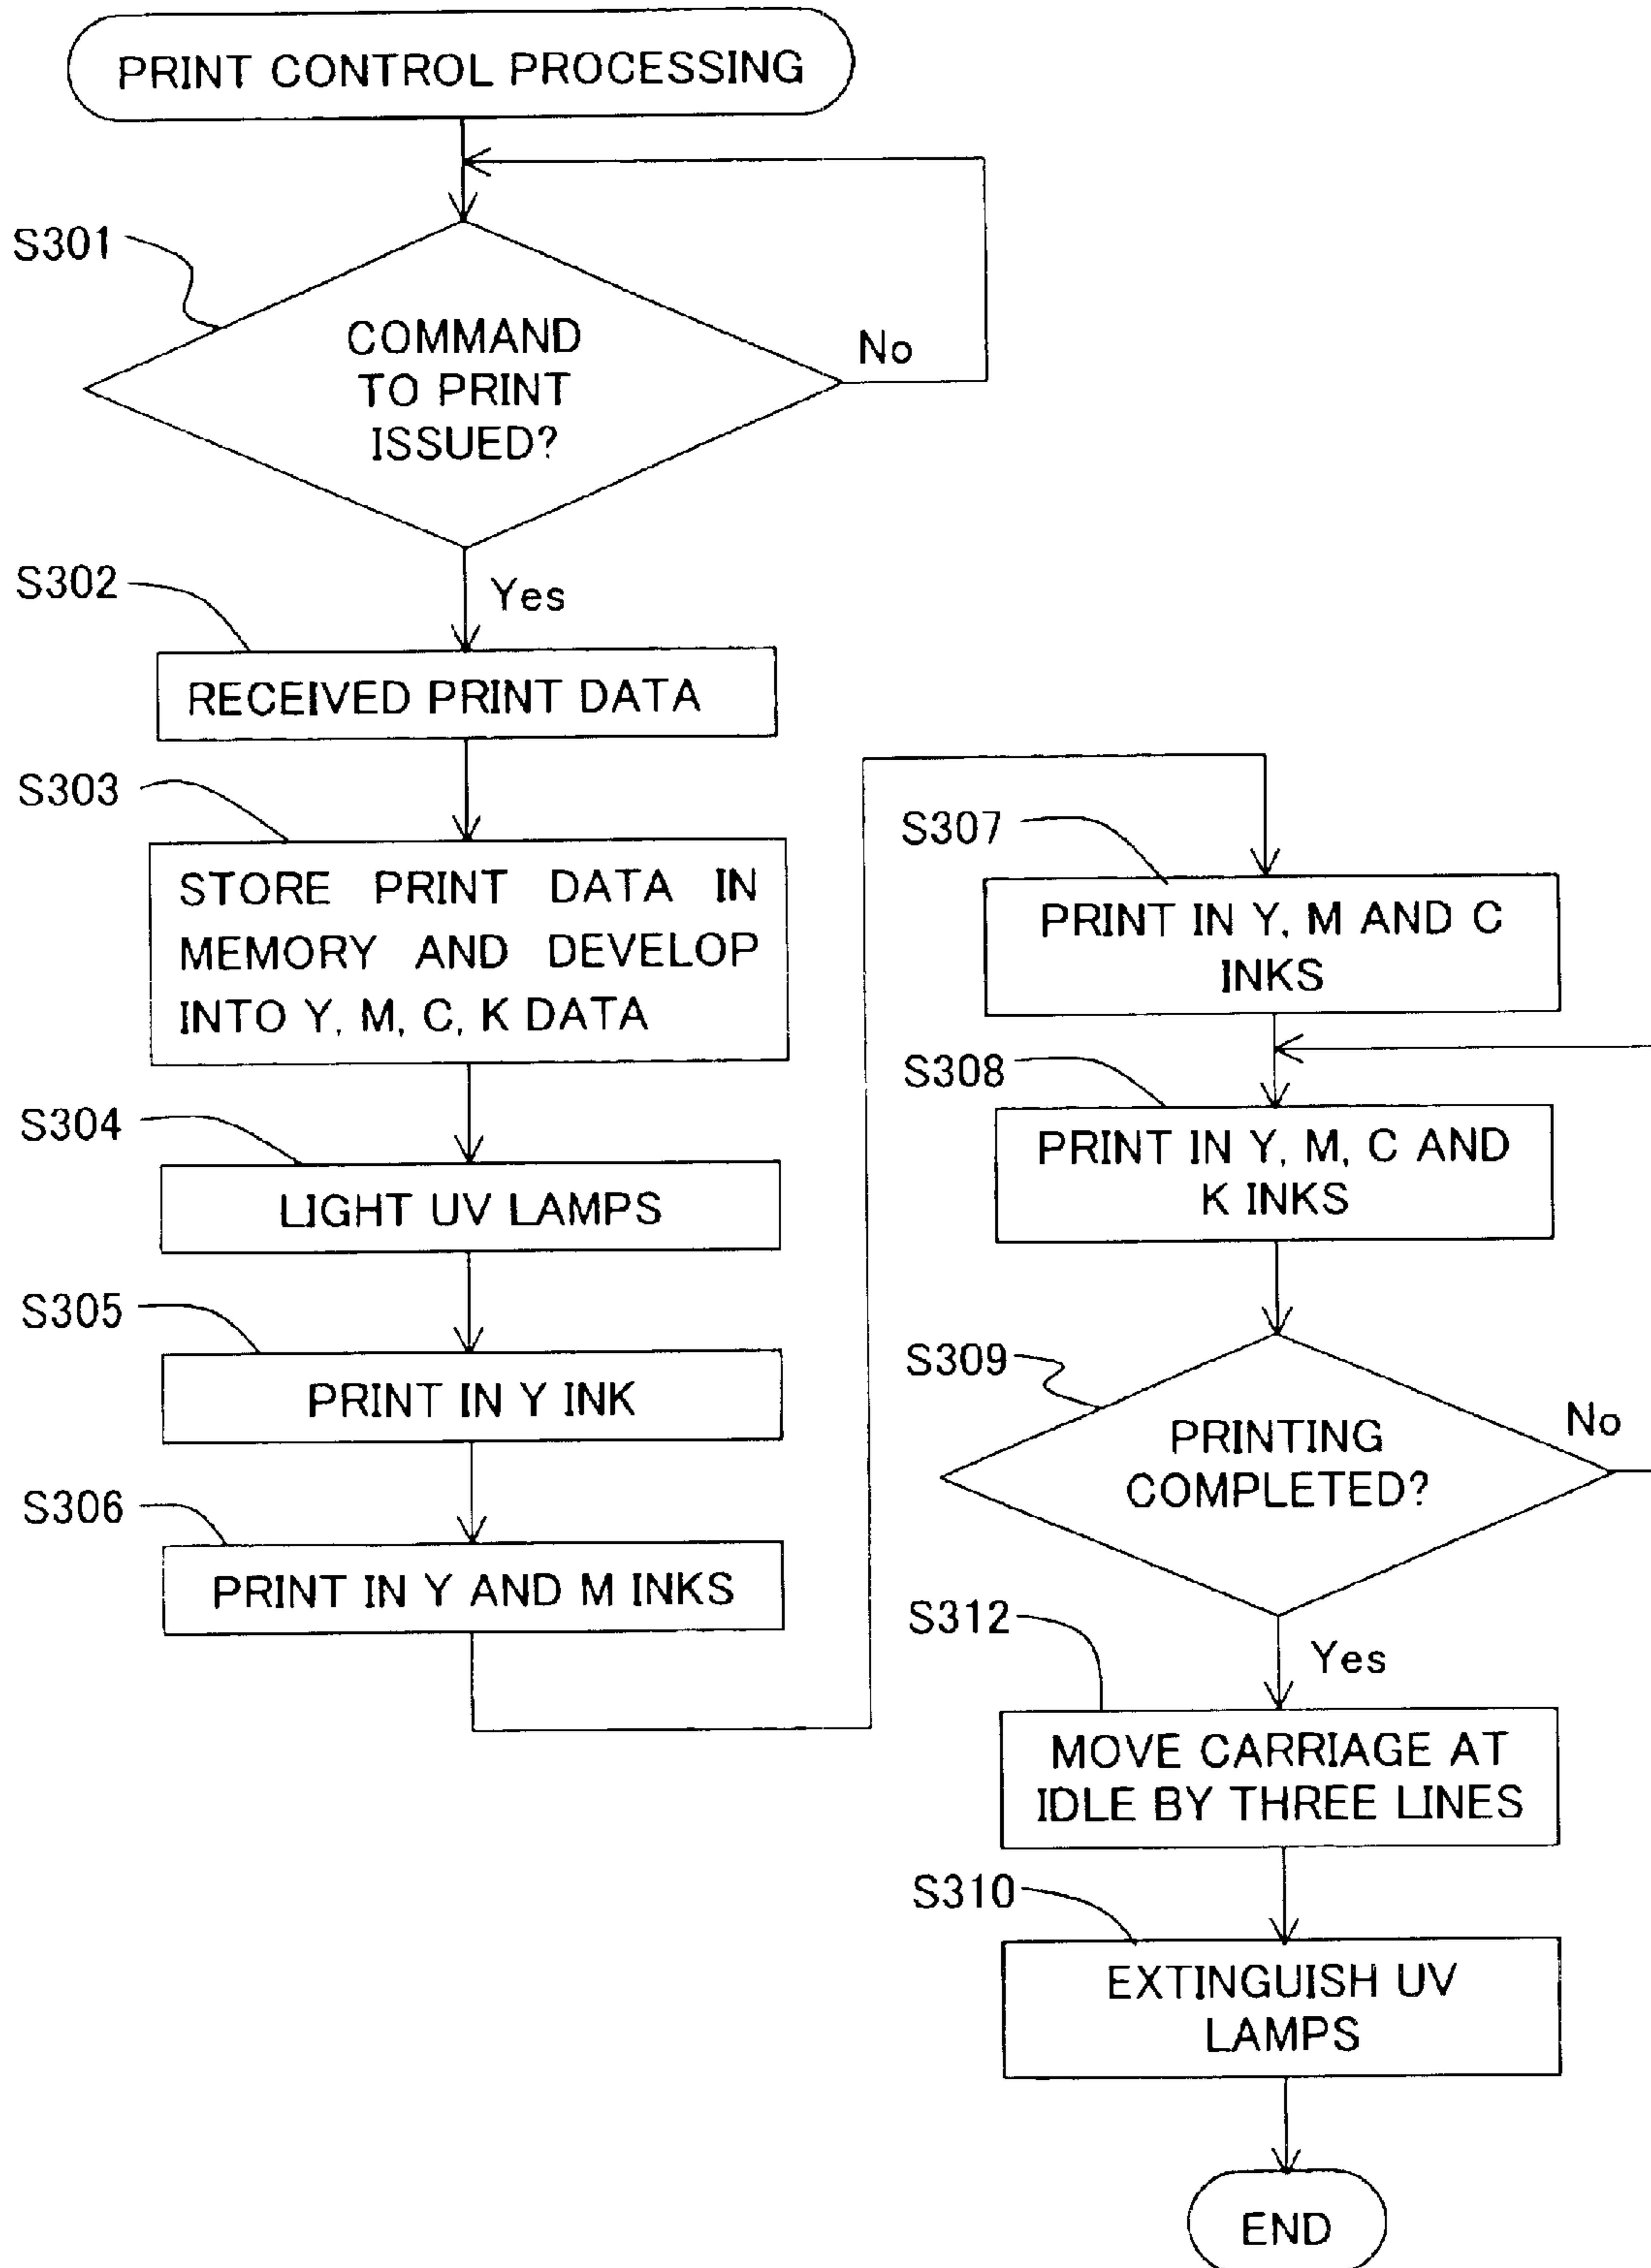 PRINT CONTROL PROCESSING
S301
COMMAND
TO PRINT
ISSUED?
No
Yes
S302
RECEIVED PRINT DATA
S303
STORE PRINT DATA IN
MEMORY AND DEVELOP
INTO Y, M, C, K DATA
S304
LIGHT UV LAMPS
S305
PRINT IN Y INK
S306
PRINT IN Y AND M INKS
S307
PRINT IN Y, M AND C
INKS
S308
PRINT IN Y, M, C AND
K INKS
S309
PRINTING
COMPLETED?
No
Yes
S312
MOVE CARRIAGE AT
IDLE BY THREE LINES
S310
EXTINGUISH UV
LAMPS
END